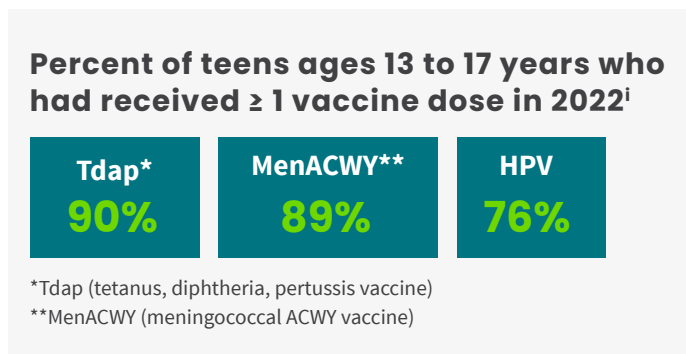 Percent of teens ages 13 to 17 years who
had received ≥ 1 vaccine dose in 2022i
Tdap*
90%
MenACWY**
89%
HPV
76%
*Tdap (tetanus, diphtheria, pertussis vaccine)
**MenACWY (meningococcal ACWY vaccine)